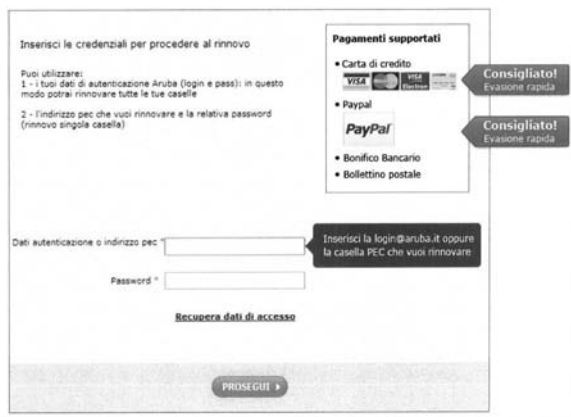 Inserisci le credenziali per procedere al rinnovo
Puoi utilizzare:
1 - i tuoi dati di autenticazione Aruba (login e pass): in questo
modo potrai rinnovare tutte le tue caselle
2 - l'indirizzo pec che vuoi rinnovare e la relativa password
(rinnovo singola casella)
Pagamenti supportati
• Carta di credito
VISA VISA
Electron
Consigliato!
Evasione rapida
• Paypal
PayPal
Consigliato!
Evasione rapida
• Bonifico Bancario
• Bollettino postale
Dati autenticazione o indirizzo pec *
Inserisci la login@aruba.it oppure
la casella PEC che vuoi rinnovare
Password *
Recupera dati di accesso
PROSEGUI